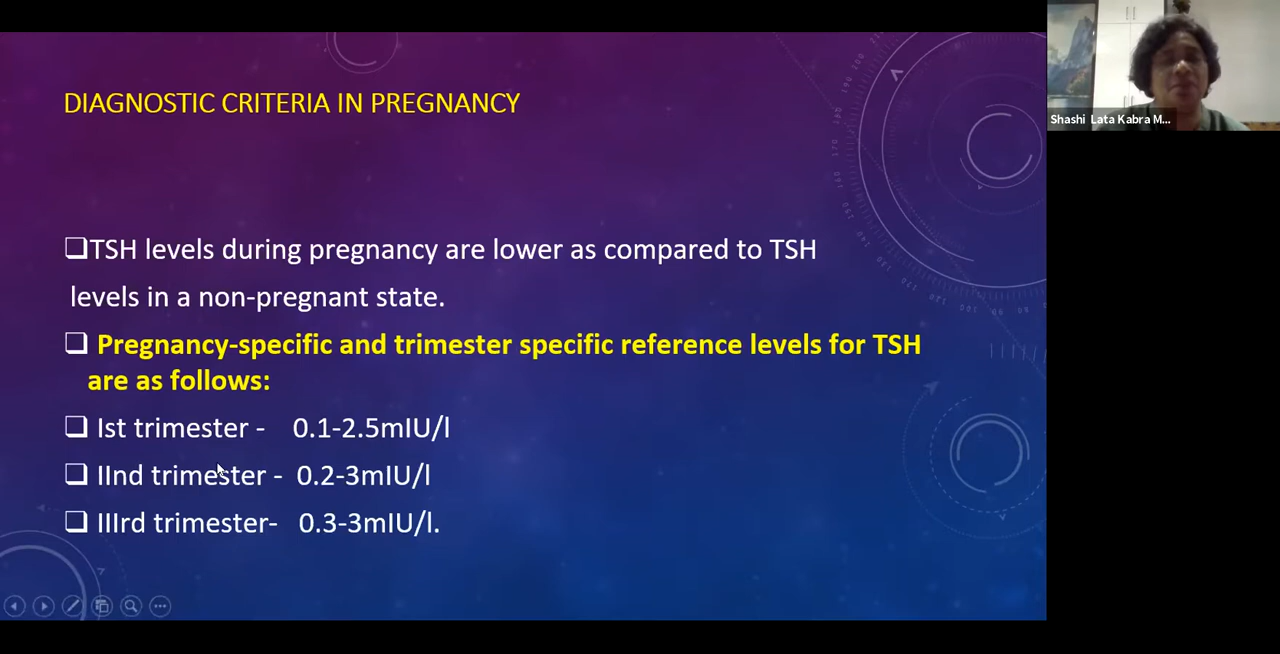 DIAGNOSTIC CRITERIA IN PREGNANCY
TSH levels during pregnancy are lower as compared to TSH
levels in a non-pregnant state.
Pregnancy-specific and trimester specific reference levels for TSH
are as follows:
Ist trimester - 0.1-2.5mIU/l
IInd trimester - 0.2-3mIU/l
IIIrd trimester- 0.3-3mIU/l.
Shashi Lata Kabra M...